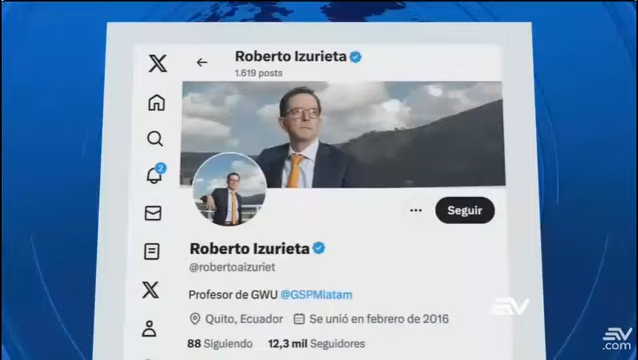 Roberto Izurieta
1.619 posts
2
Seguir
Roberto Izurieta
@robertoaizuriet
Profesor de GWU @GSPMlatam
Quito, Ecuador Se unió en febrero de 2016
88 Siguiendo 12,3 mil Seguidores
EV
EV
.com